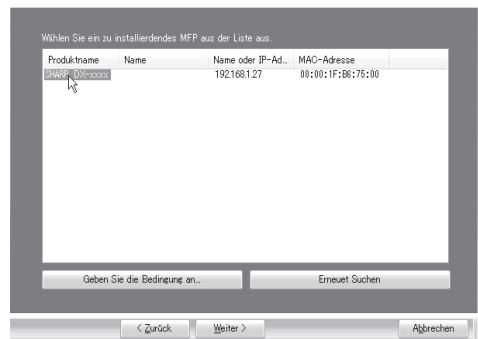 Wählen Sie ein zu installierdendes MFP aus der Liste aus.
Produktname Name Name oder IP-Ad... MAC-Adresse
SHARP DX-xxxx 192.168.1.27 08:00:1F:B6:75:00
Geben Sie die Bedingung an... Erneuet Suchen
< Zurück Weiter > Abbrechen